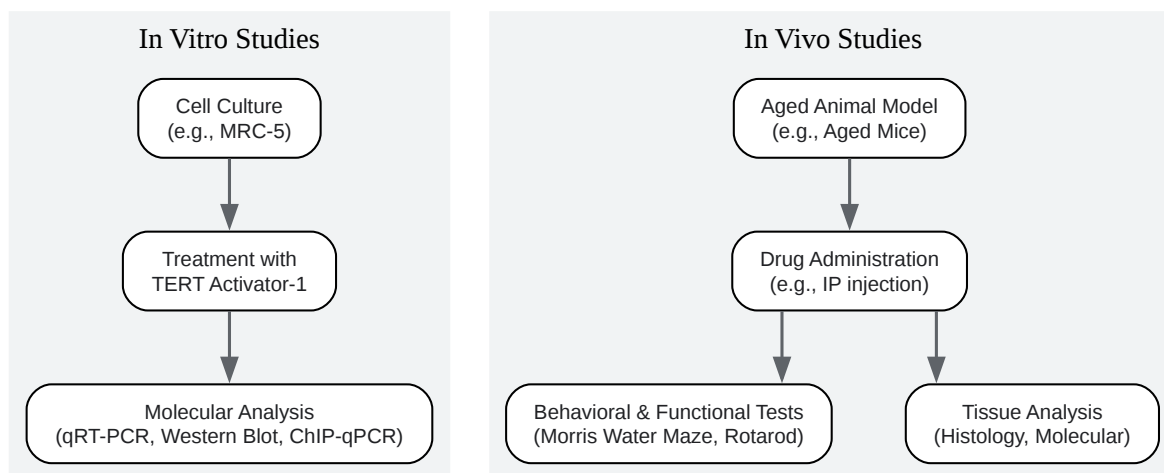 In Vitro Studies
Cell Culture
(e.g., MRC-5)
Treatment with
TERT Activator-1
Molecular Analysis
(qRT-PCR, Western Blot, ChIP-qPCR)
In Vivo Studies
Aged Animal Model
(e.g., Aged Mice)
Drug Administration
(e.g., IP injection)
Behavioral & Functional Tests
(Morris Water Maze, Rotarod)
Tissue Analysis
(Histology, Molecular)